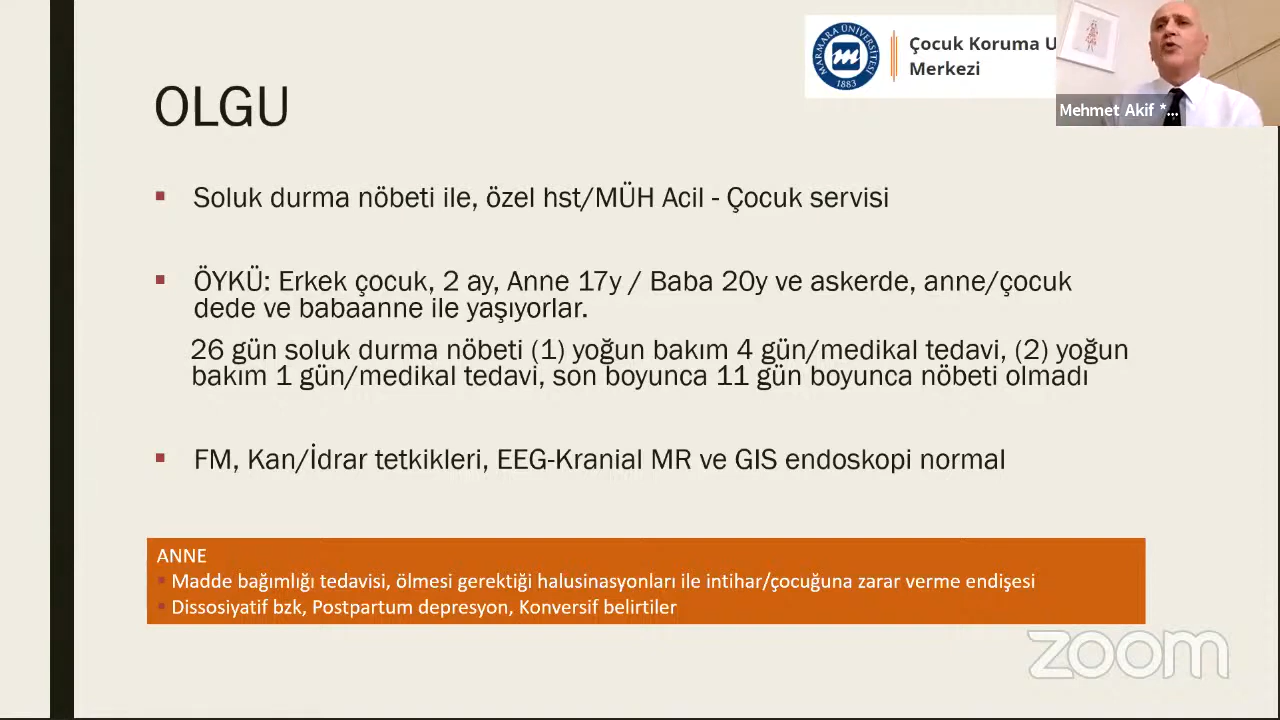 MARMARA ÜNİVERSİTESİ
1883
Çocuk Koruma U
Merkezi
Mehmet Akif *...
OLGU
Soluk durma nöbeti ile, özel hst/MÜH Acil - Çocuk servisi
ÖYKÜ: Erkek çocuk, 2 ay, Anne 17y / Baba 20y ve askerde, anne/çocuk
dede ve babaanne ile yaşıyorlar.
26 gün soluk durma nöbeti (1) yoğun bakım 4 gün/medikal tedavi, (2) yoğun
bakım 1 gün/medikal tedavi, son boyunca 11 gün boyunca nöbeti olmadı
FM, Kan/İdrar tetkikleri, EEG-Kranial MR ve GIS endoskopi normal
ANNE
Madde bağımlığı tedavisi, ölmesi gerektiği halusinasyonları ile intihar/çocuğuna zarar verme endişesi
Dissosiyatif bzk, Postpartum depresyon, Konversif belirtiler
zoom